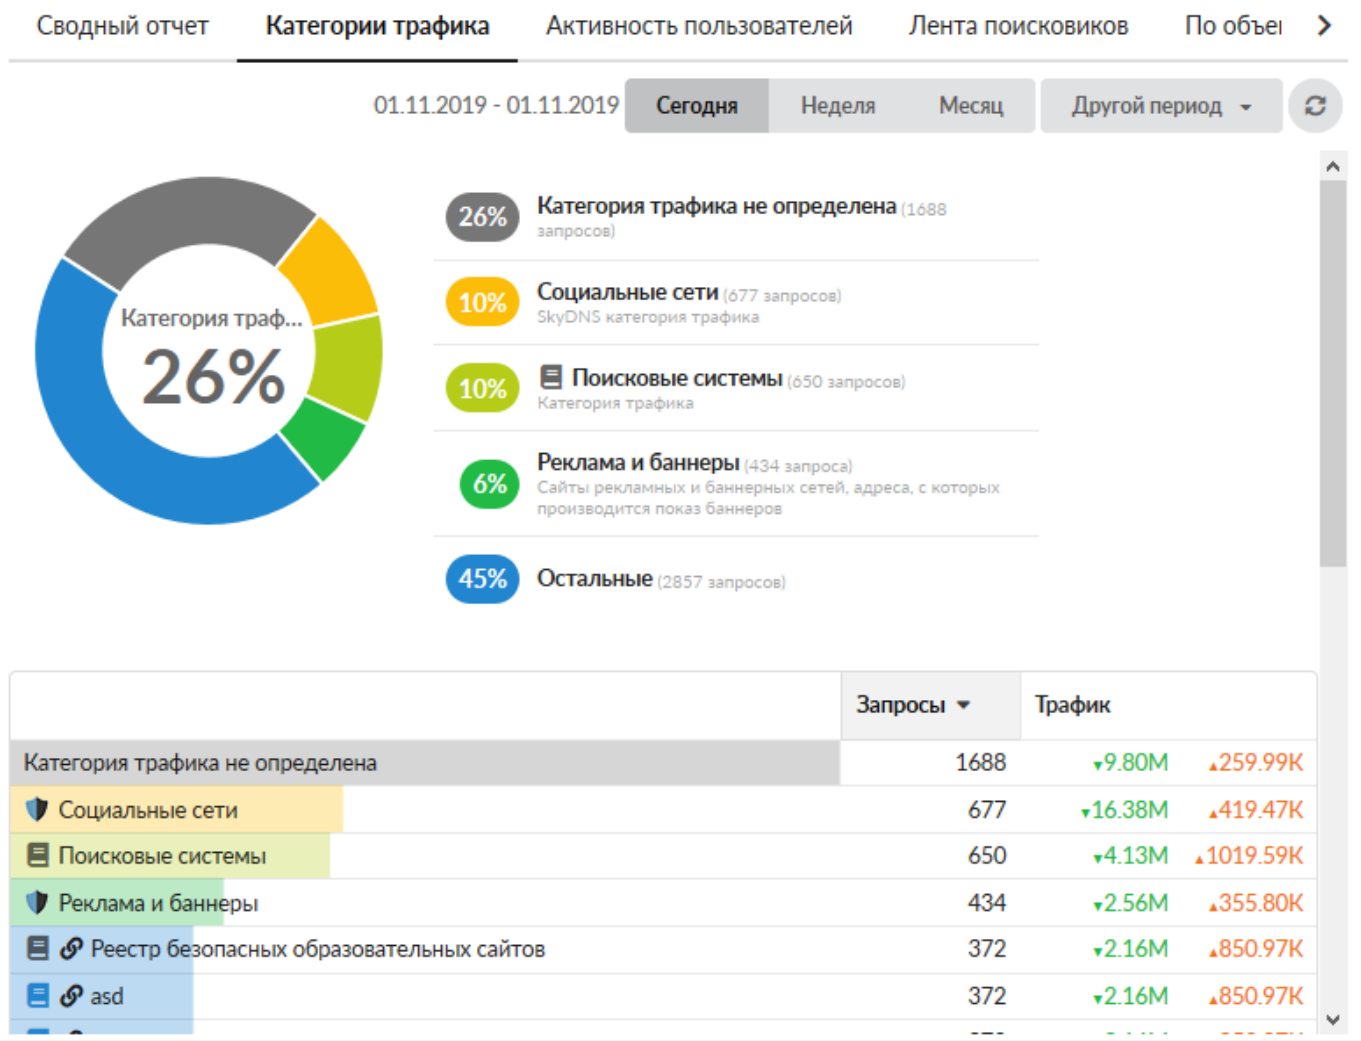 Сводный отчет Категории трафика Активность пользователей Лента поисковиков По объе
01.11.2019 - 01.11.2019 Сегодня Неделя Месяц Другой период
Категория траф...
26%
26% Категория трафика не определена (1688
запросов)
10% Социальные сети (677 запросов)
SkyDNS категория трафика
10% Поисковые системы (650 запросов)
Категория трафика
6% Реклама и баннеры (434 запроса)
Сайты рекламных и баннерных сетей, адреса, с которых
производится показ баннеров
45% Остальные (2857 запросов)
Запросы Трафик
Категория трафика не определена 1688 9.80M 259.99K
Социальные сети 677 16.38M 419.47K
Поисковые системы 650 4.13M 1019.59K
Реклама и баннеры 434 2.56M 355.80K
Реестр безопасных образовательных сайтов 372 2.16M 850.97K
asd 372 2.16M 850.97K